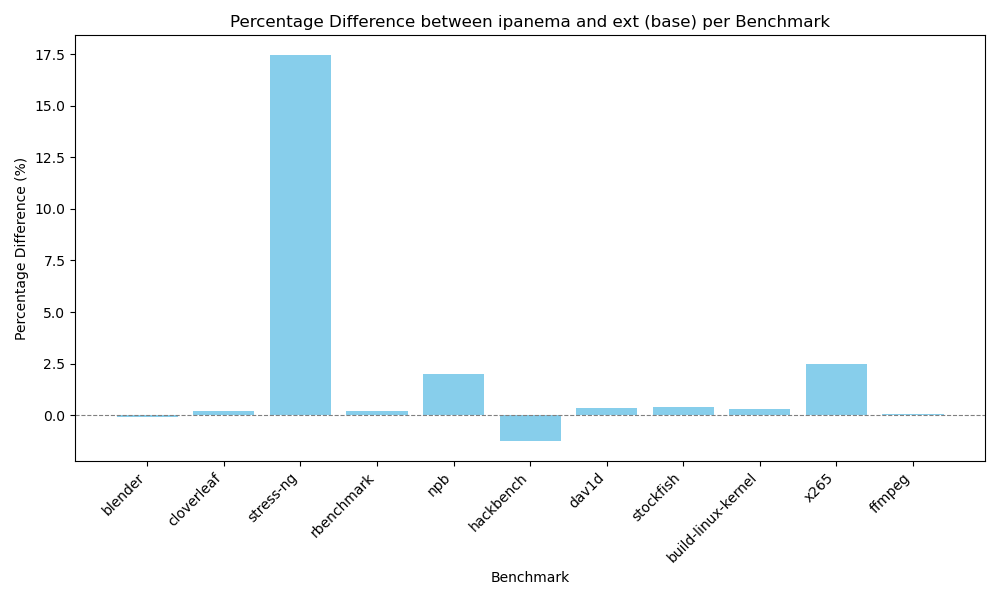 Percentage Difference between ipanema and ext (base) per Benchmark
17.5
15.0
12.5
10.0
7.5
5.0
2.5
0.0
Percentage Difference (%)
blender
cloverleaf
stress-ng
rbenchmark
npb
hackbench
dav1d
stockfish
build-linux-kernel
x265
ffmpeg
Benchmark